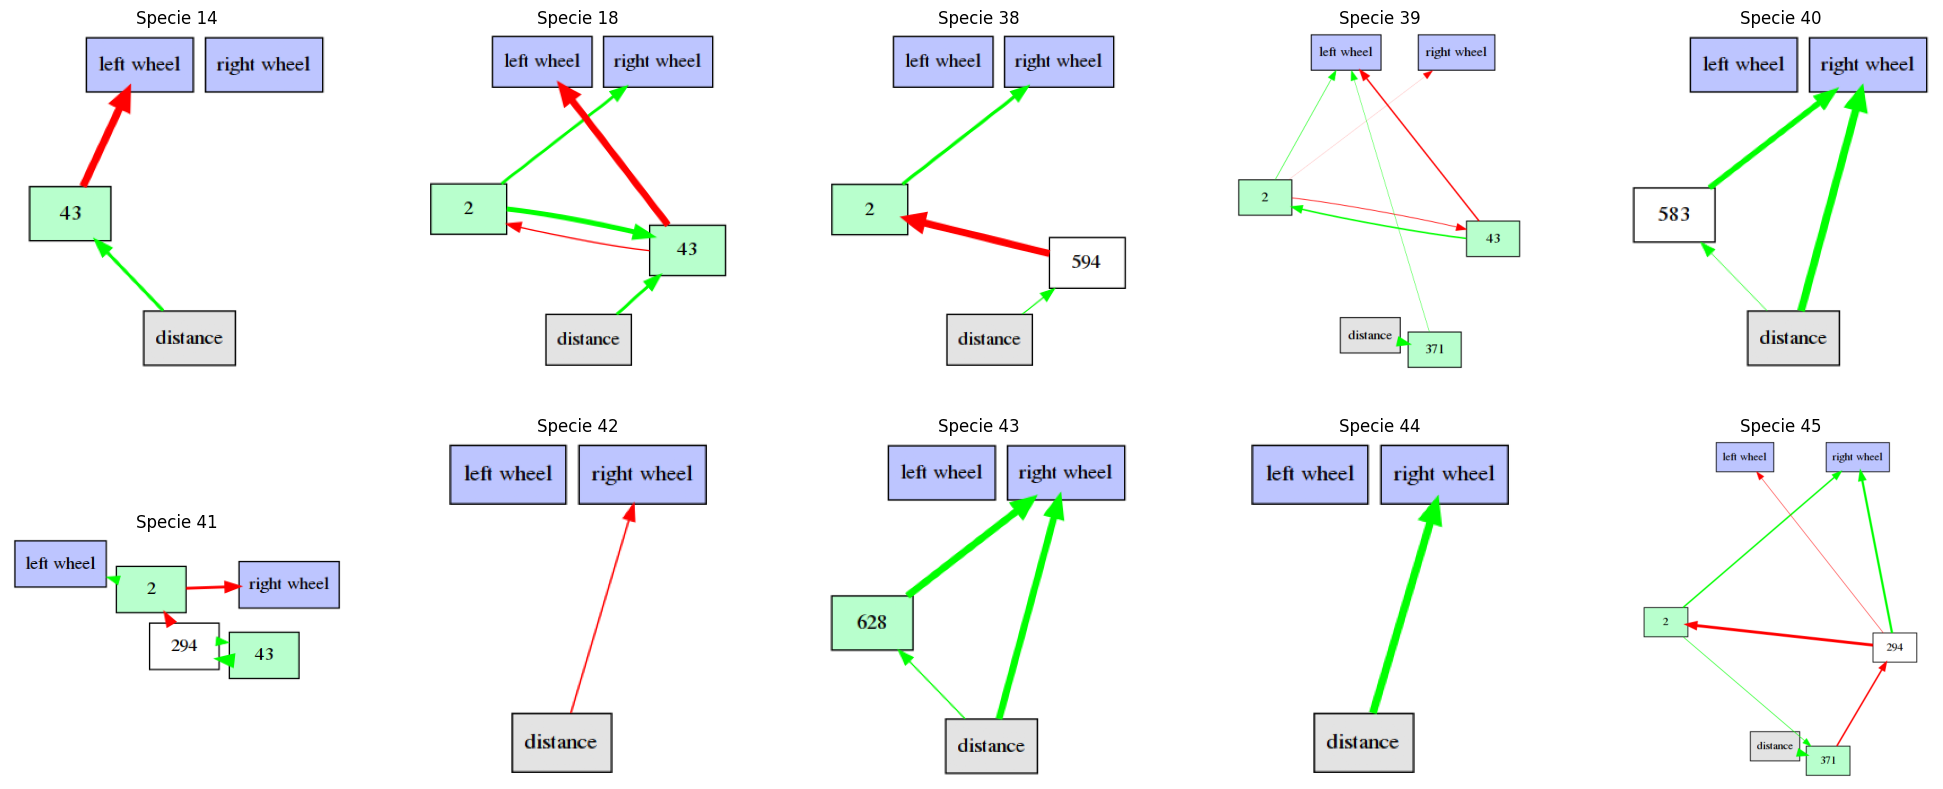 Specie 14
left wheel
right wheel
43
distance
Specie 18
left wheel
right wheel
2
43
distance
Specie 38
left wheel
right wheel
2
594
distance
Specie 39
left wheel
right wheel
2
43
distance
371
Specie 40
left wheel
right wheel
583
distance
Specie 41
left wheel
2
right wheel
294
43
Specie 42
left wheel
right wheel
distance
Specie 43
left wheel
right wheel
628
distance
Specie 44
left wheel
right wheel
distance
Specie 45
left wheel
right wheel
2
294
distance
371